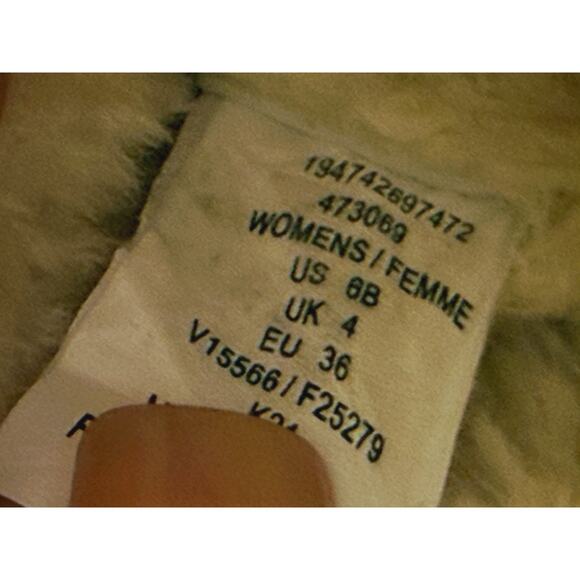 194742697472
473069
WOMENS / FEMME
US 6B
UK 4
EU 36
V15566 / F25279